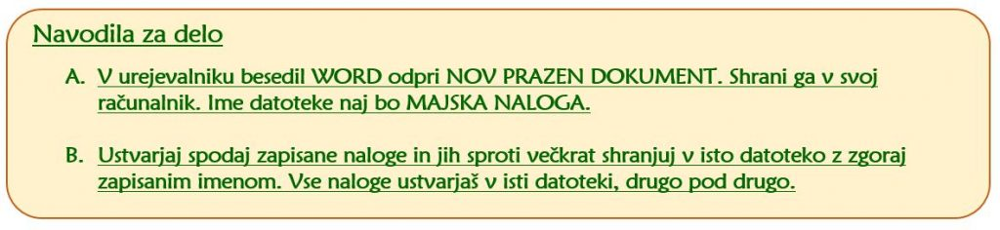 Navodila za delo
A. V urejevalniku besedil WORD odpri NOV PRAZEN DOKUMENT. Shrani ga v svoj
računalnik. Ime datoteke naj bo MAJSKA NALOGA.
B. Ustvarjaj spodaj zapisane naloge in jih sproti večkrat shranjuj v isto datoteko z zgoraj
zapisanim imenom. Vse naloge ustvarjaš v isti datoteki, drugo pod drugo.